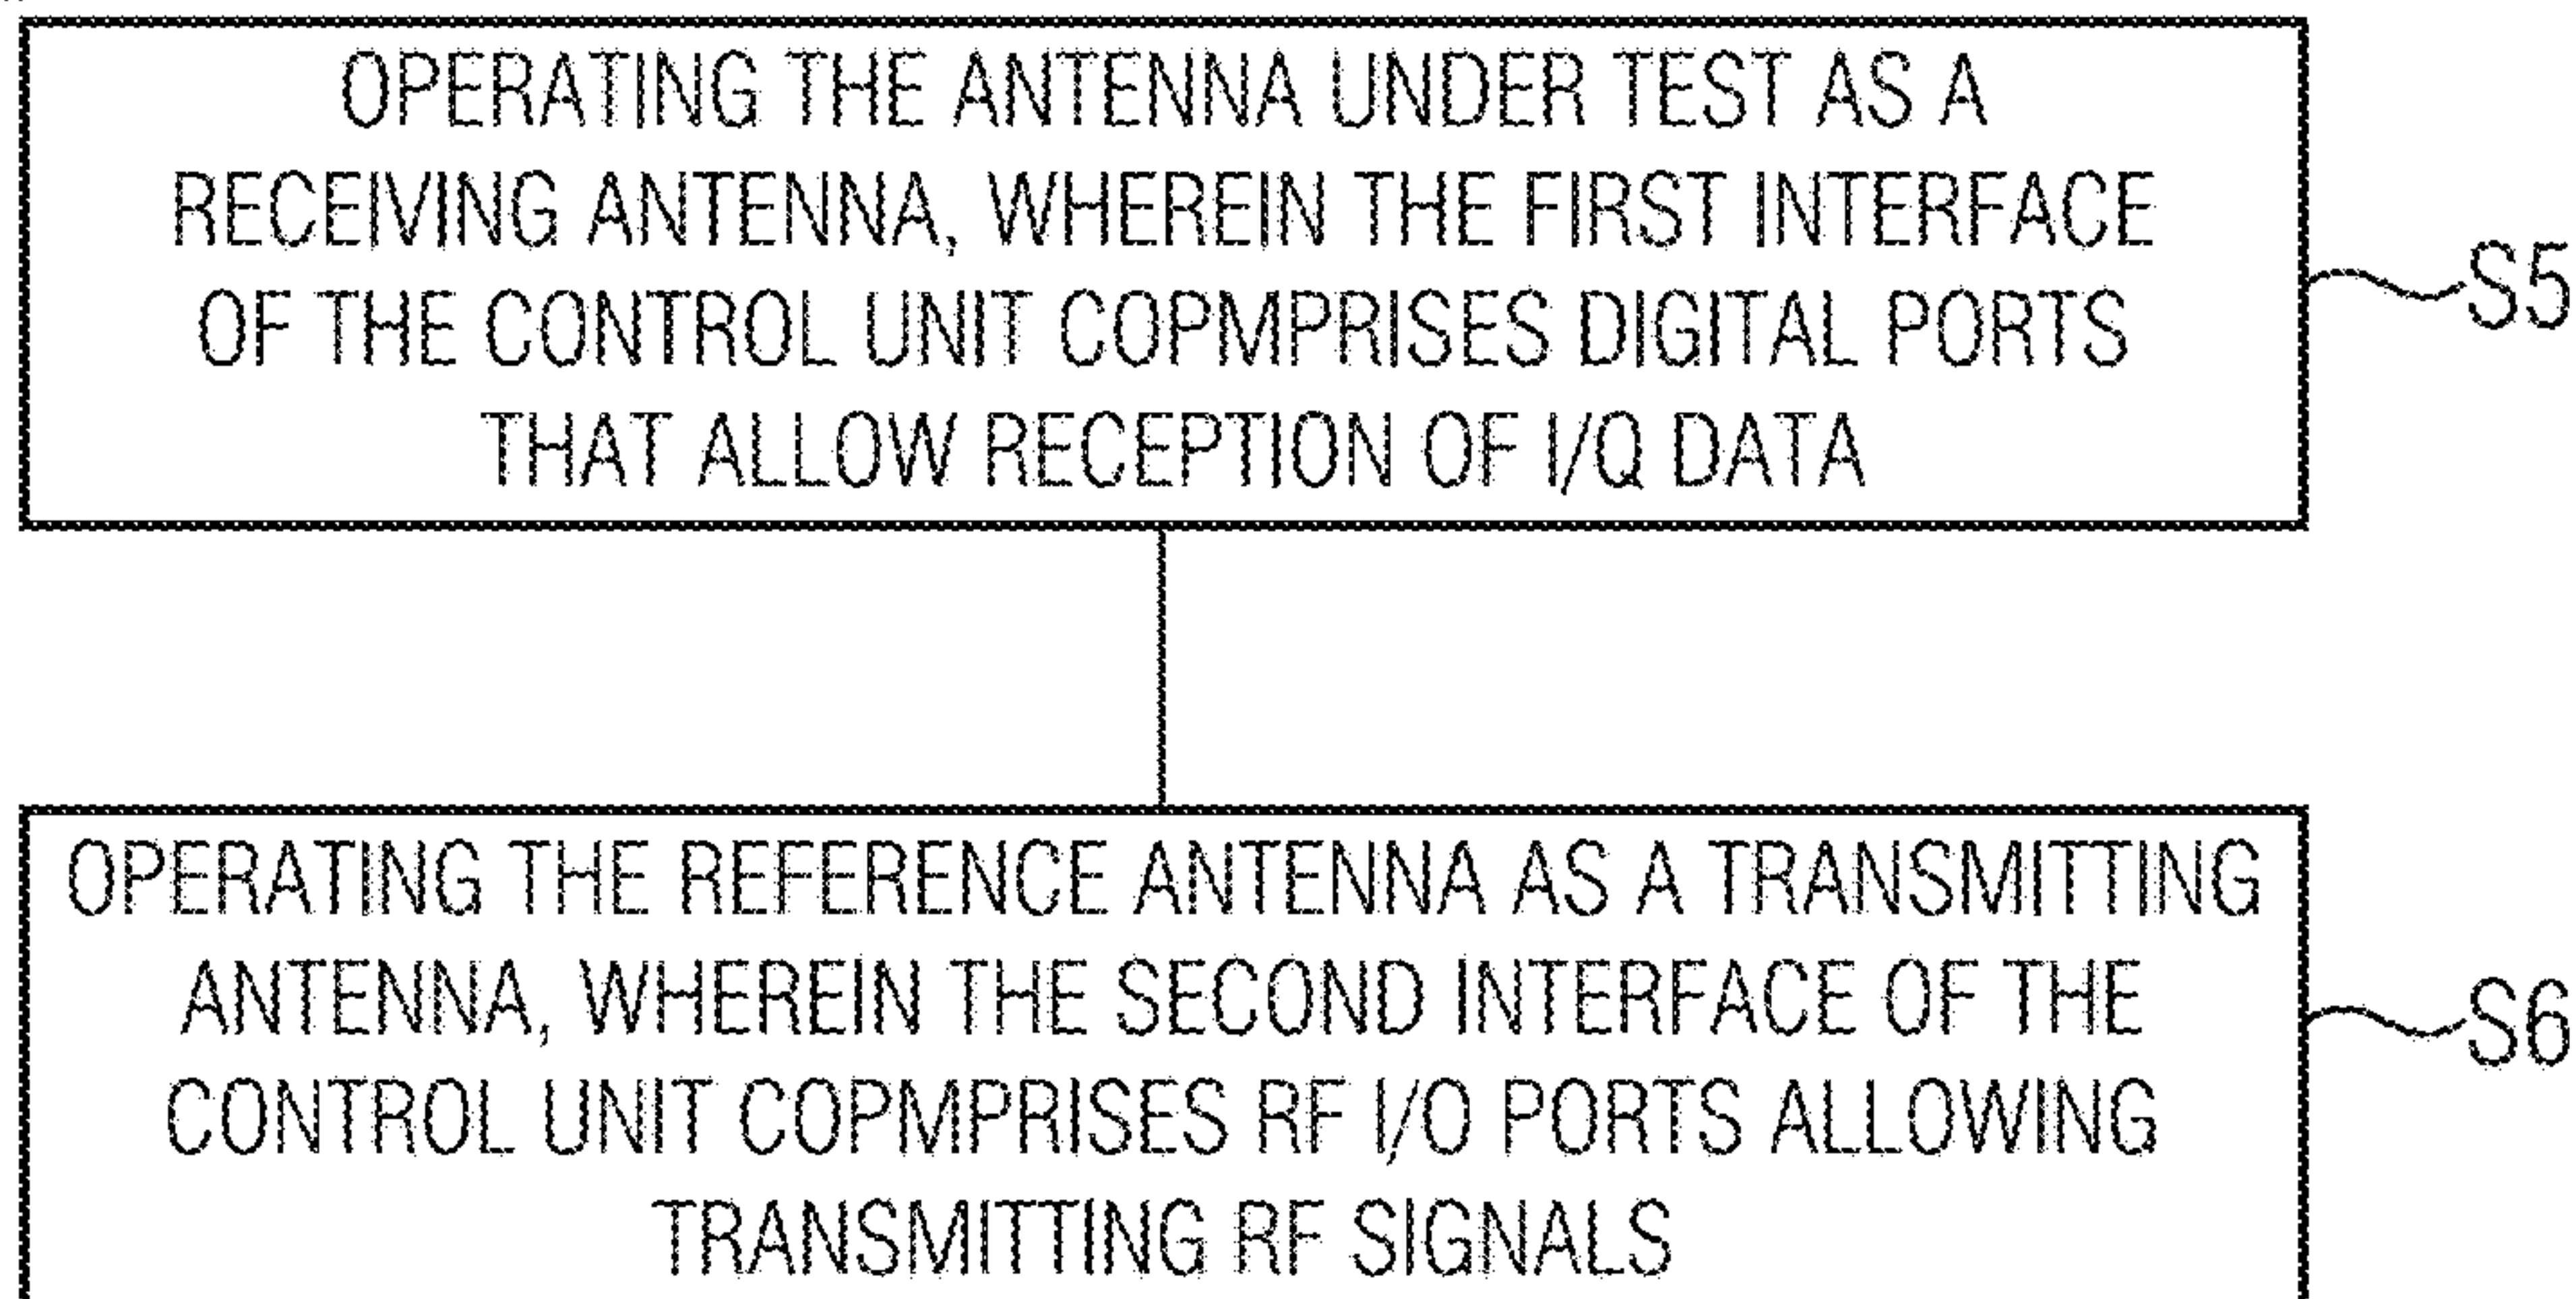 OPERATING THE ANTENNA UNDER TEST AS A
RECEIVING ANTENNA, WHEREIN THE FIRST INTERFACE
OF THE CONTROL UNIT COPMPRISES DIGITAL PORTS
THAT ALLOW RECEPTION OF I/Q DATA
S5
OPERATING THE REFERENCE ANTENNA AS A TRANSMITTING
ANTENNA, WHEREIN THE SECOND INTERFACE OF THE
CONTROL UNIT COPMPRISES RF I/O PORTS ALLOWING
TRANSMITTING RF SIGNALS
S6